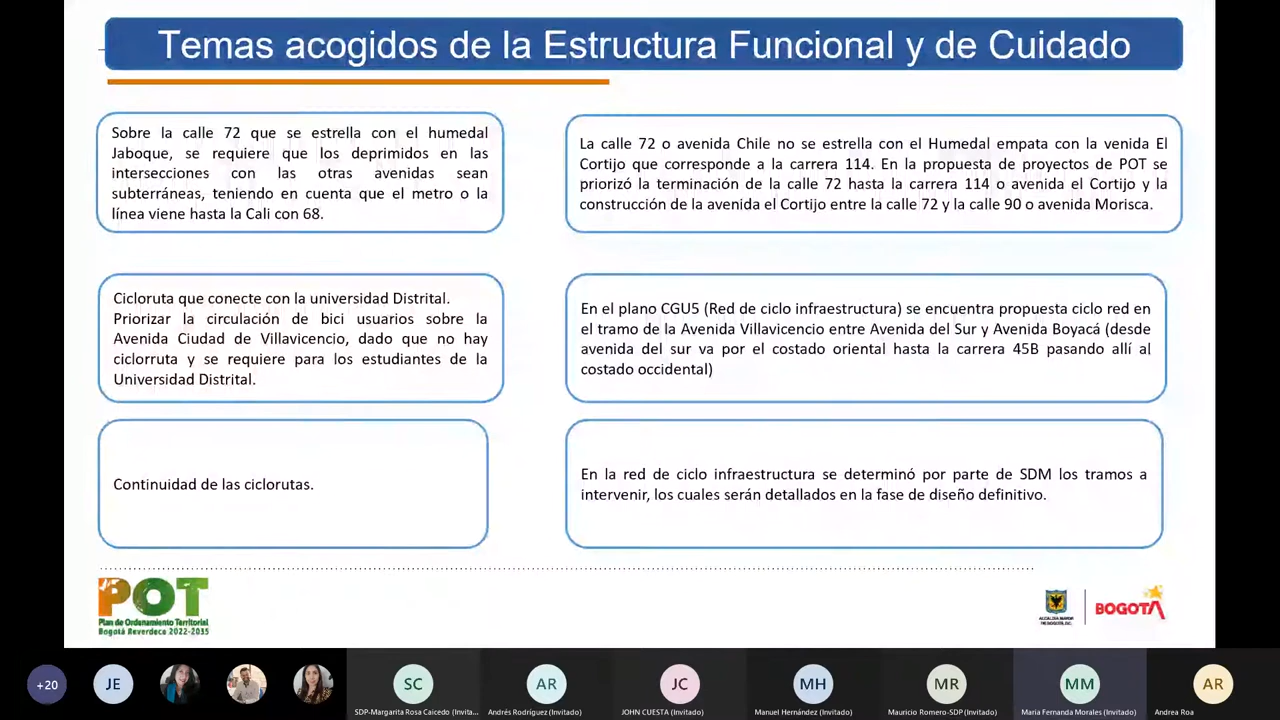 Temas acogidos de la Estructura Funcional y de Cuidado
Sobre la calle 72 que se estrella con el humedal
Jaboque, se requiere que los deprimidos en las
intersecciones con las otras avenidas sean
subterráneas, teniendo en cuenta que el metro o la
línea viene hasta la Cali con 68.
La calle 72 o avenida Chile no se estrella con el Humedal empata con la venida El
Cortijo que corresponde a la carrera 114. En la propuesta de proyectos de POT se
priorizó la terminación de la calle 72 hasta la carrera 114 o avenida el Cortijo y la
construcción de la avenida el Cortijo entre la calle 72 y la calle 90 o avenida Morisca.
Cicloruta que conecte con la universidad Distrital.
Priorizar la circulación de bici usuarios sobre la
Avenida Ciudad de Villavicencio, dado que no hay
ciclorruta y se requiere para los estudiantes de la
Universidad Distrital.
En el plano CGU5 (Red de ciclo infraestructura) se encuentra propuesta ciclo red en
el tramo de la Avenida Villavicencio entre Avenida del Sur y Avenida Boyacá (desde
avenida del sur va por el costado oriental hasta la carrera 45B pasando allí al
costado occidental)
Continuidad de las ciclorutas.
En la red de ciclo infraestructura se determinó por parte de SDM los tramos a
intervenir, los cuales serán detallados en la fase de diseño definitivo.
POT
Plan de Ordenamiento Territorial
Bogotá Reverdece 2022-2035
ALCALDÍA MAYOR
DE BOGOTÁ, D.C.
BOGOTÁ
+20
JE
SC
AR
JC
MH
MR
MM
AR
SDP-Margarita Rosa Caicedo (Invita...
Andrés Rodríguez (Invitado)
JOHN CUESTA (Invitado)
Manuel Hernández (Invitado)
Mauricio Romero-SDP (Invitado)
Maria Fernanda Morales (Invitado)
Andrea Roa